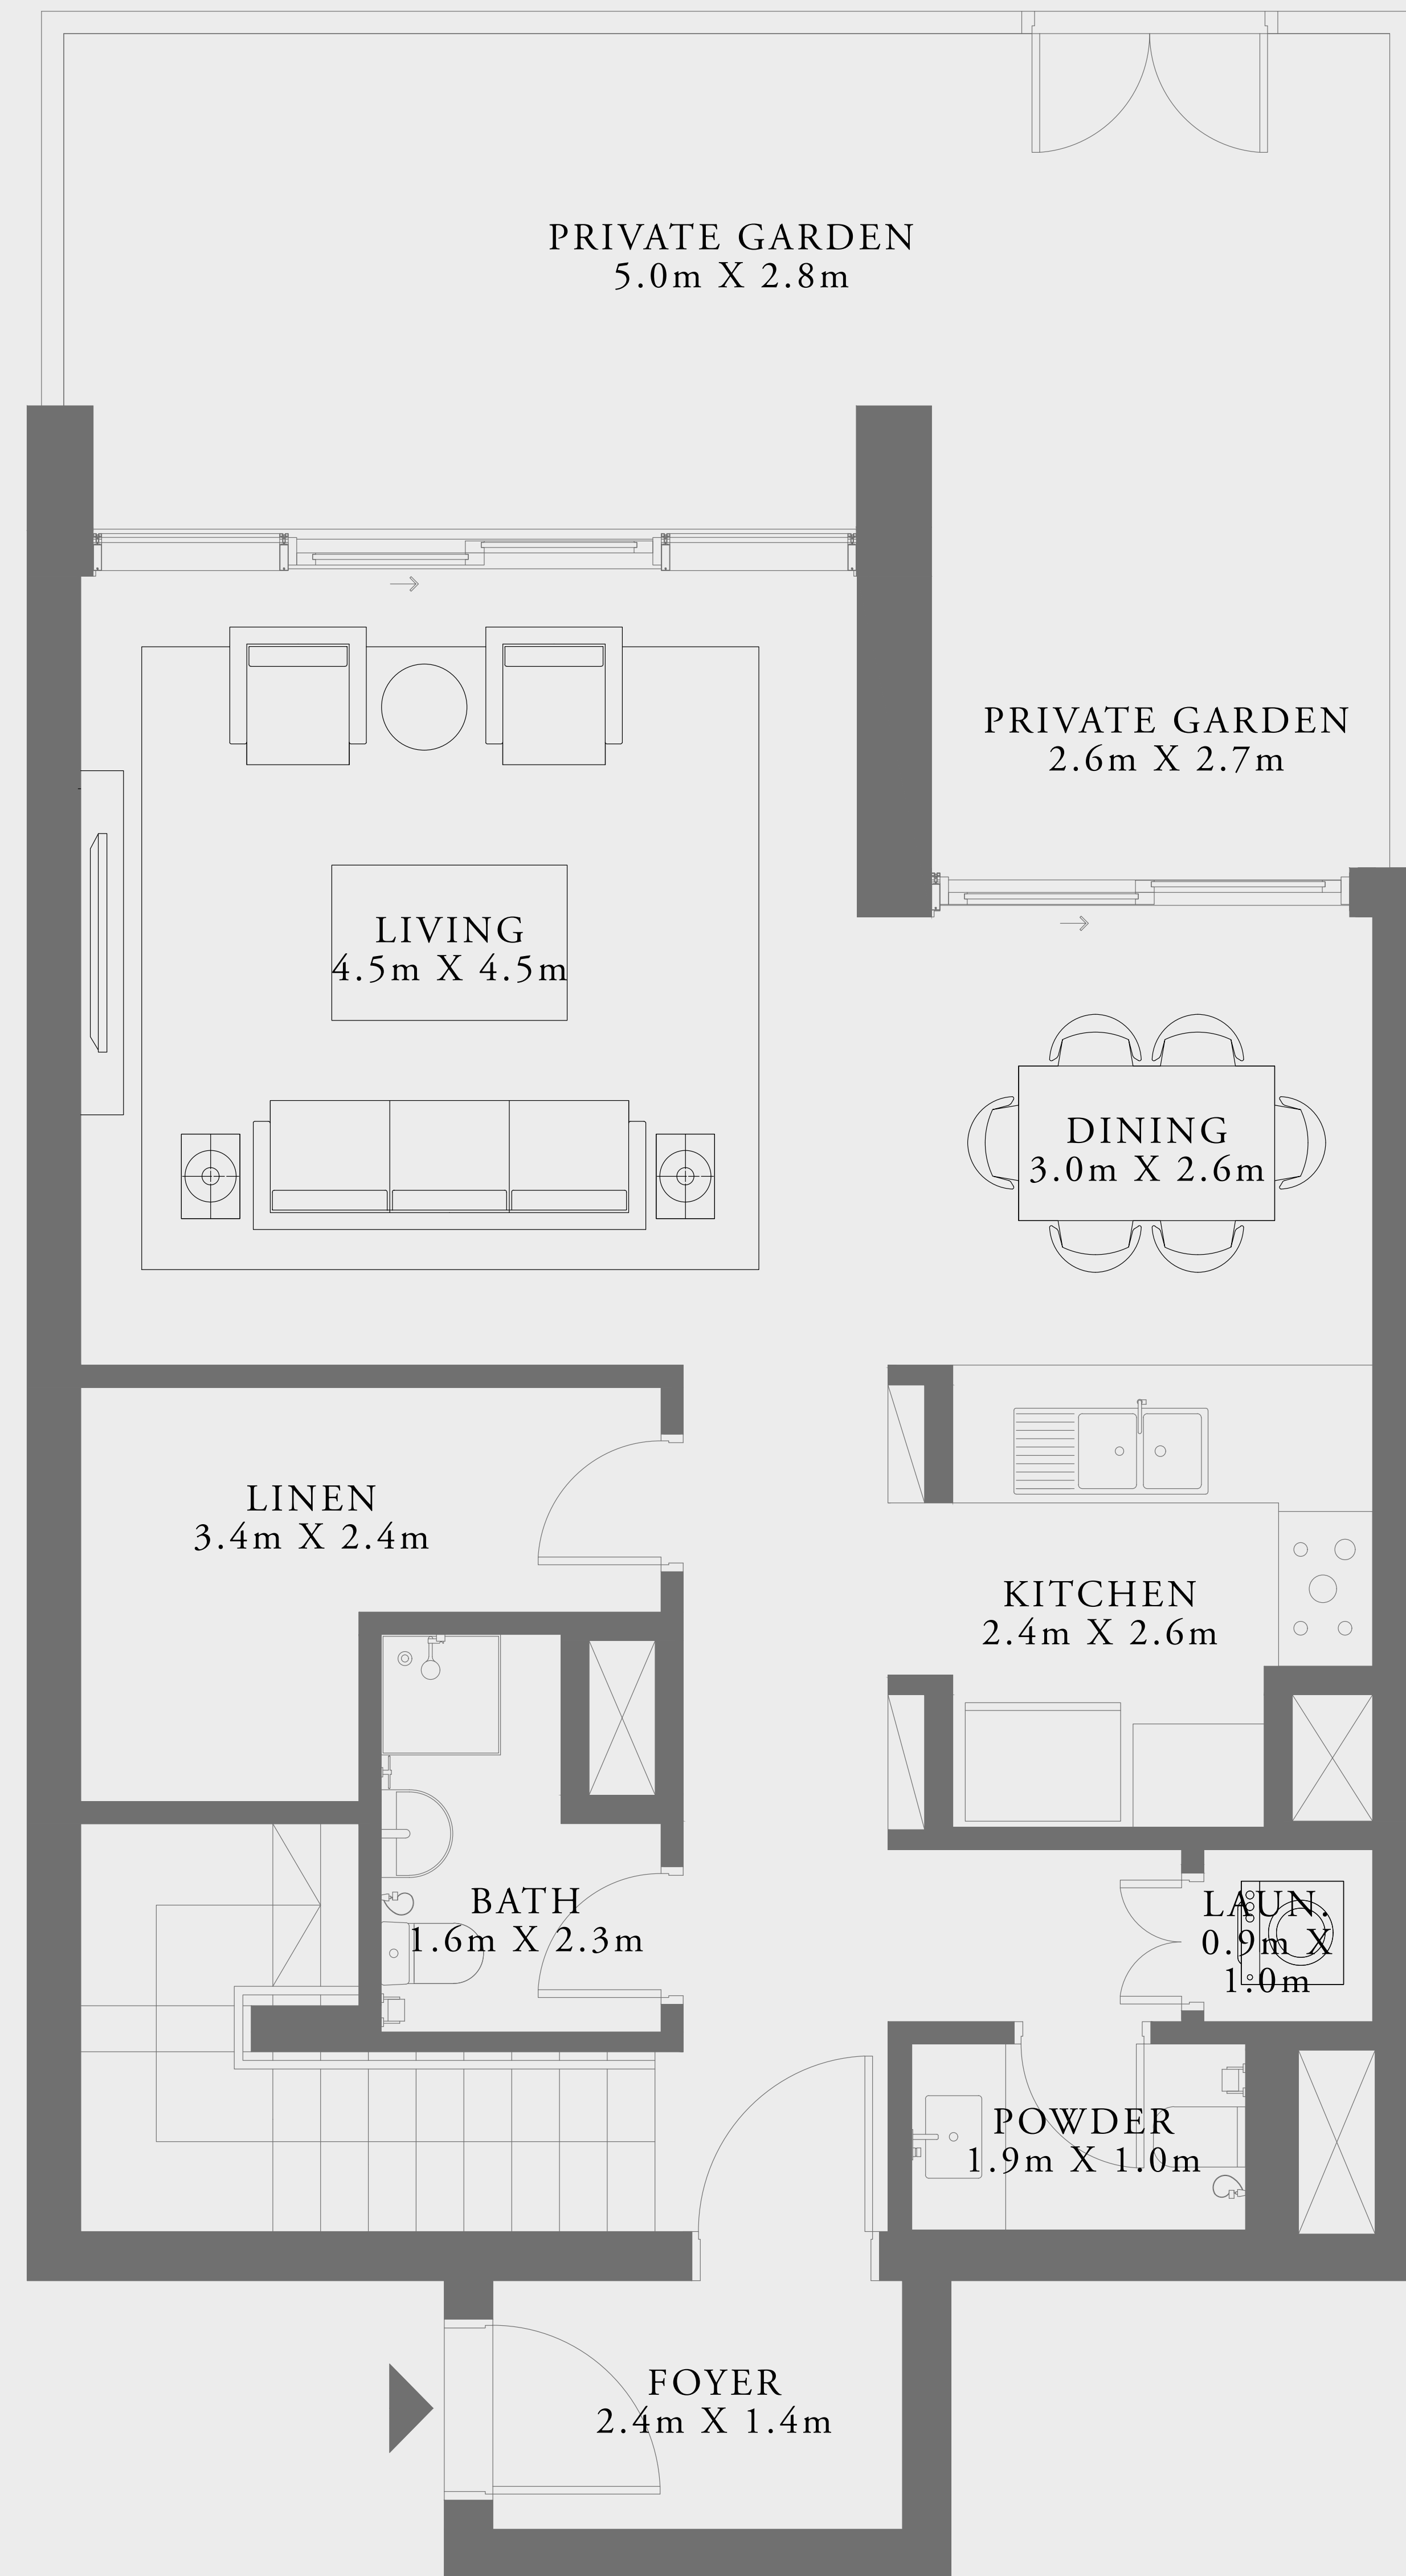 PRIVATE GARDEN
5.0m X 2.8m
PRIVATE GARDEN
2.6m X 2.7m
LIVING
4.5m X 4.5m
DINING
3.0m X 2.6m
LINEN
3.4m X 2.4m
KITCHEN
2.4m X 2.6m
BATH
1.6m X 2.3m
LAUN.
0.9m X
1.0m
POWDER
1.9m X 1.0m
FOYER
2.4m X 1.4m